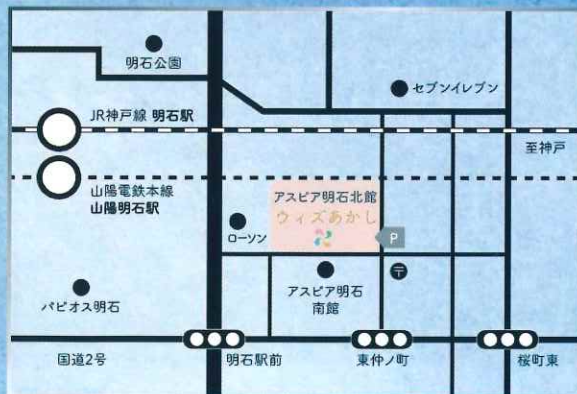 明石公園
セブンイレブン
JR神戸線 明石駅
至神戸
山陽電鉄本線
山陽明石駅
アスピア明石北館
ウィズあかし
P
ローソン
〒
アスピア明石
南館
パピオス明石
国道2号
明石駅前
東仲ノ町
桜町東